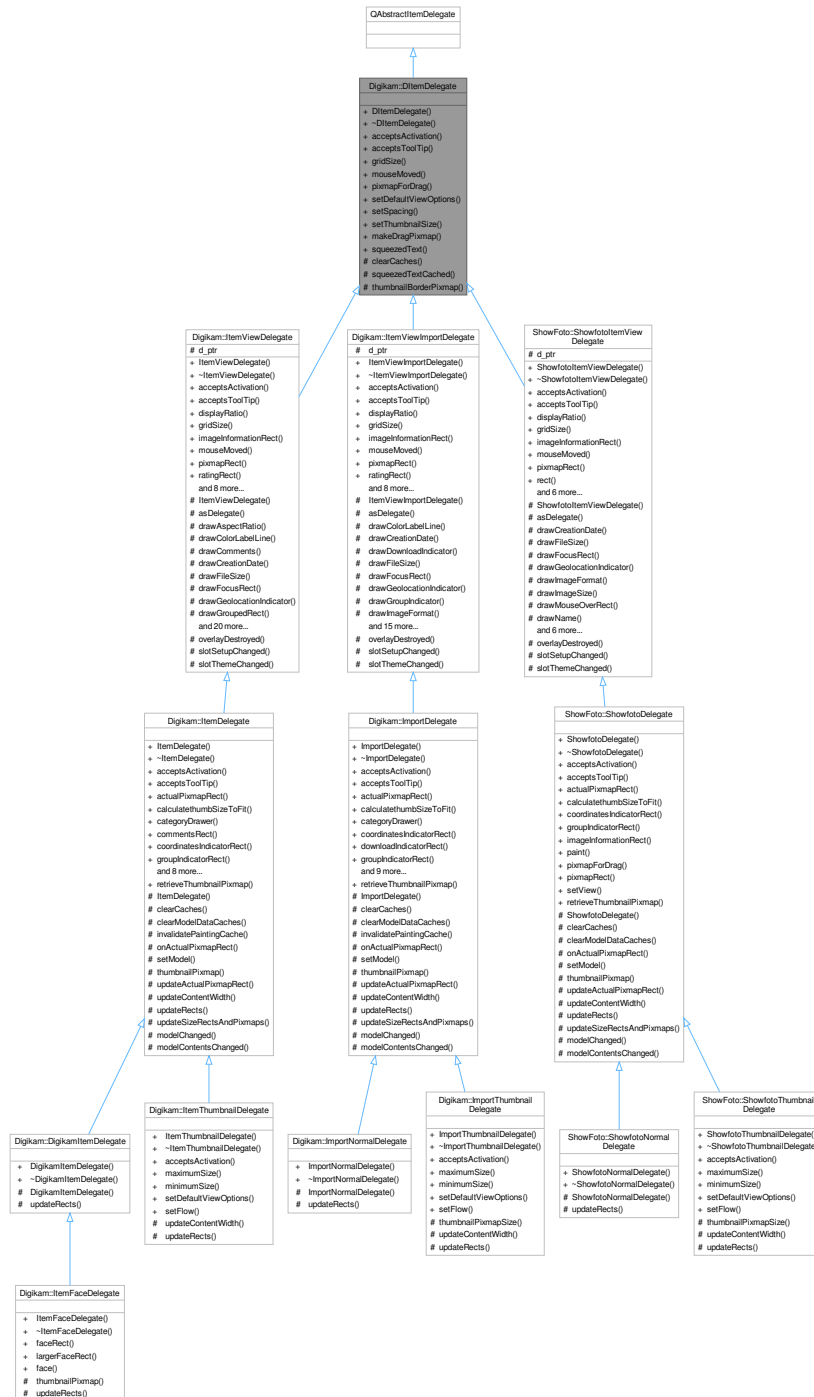 QAbstractItemDelegate
Digikam::DItemDelegate
+ DItemDelegate()
+ ~DItemDelegate()
+ acceptsActivation()
+ acceptsToolTip()
+ gridSize()
+ mouseMoved()
+ pixmapForDrag()
+ setDefaultViewOptions()
+ setSpacing()
+ setThumbnailSize()
+ makeDragPixmap()
+ squeezedText()
# clearCaches()
# squeezedTextCached()
# thumbnailBorderPixmap()
Digikam::ItemViewDelegate
# d_ptr
+ ItemViewDelegate()
+ ~ItemViewDelegate()
+ acceptsActivation()
+ acceptsToolTip()
+ displayRatio()
+ gridSize()
+ imageInformationRect()
+ mouseMoved()
+ pixmapRect()
+ ratingRect()
and 8 more...
# ItemViewDelegate()
# asDelegate()
# drawAspectRatio()
# drawColorLabelLine()
# drawComments()
# drawCreationDate()
# drawFileSize()
# drawFocusRect()
# drawGeolocationIndicator()
# drawGroupedRect()
and 20 more...
# overlayDestroyed()
# slotSetupChanged()
# slotThemeChanged()
Digikam::ItemViewImportDelegate
# d_ptr
+ ItemViewImportDelegate()
+ ~ItemViewImportDelegate()
+ acceptsActivation()
+ acceptsToolTip()
+ displayRatio()
+ gridSize()
+ imageInformationRect()
+ mouseMoved()
+ pixmapRect()
+ ratingRect()
and 8 more...
# ItemViewImportDelegate()
# asDelegate()
# drawColorLabelLine()
# drawCreationDate()
# drawDownloadIndicator()
# drawFileSize()
# drawFocusRect()
# drawGeolocationIndicator()
# drawGroupIndicator()
# drawImageFormat()
and 15 more...
# overlayDestroyed()
# slotSetupChanged()
# slotThemeChanged()
ShowFoto::ShowfotoItemView
Delegate
# d_ptr
+ ShowfotoItemViewDelegate()
+ ~ShowfotoItemViewDelegate()
+ acceptsActivation()
+ acceptsToolTip()
+ displayRatio()
+ gridSize()
+ imageInformationRect()
+ mouseMoved()
+ pixmapRect()
+ rect()
and 6 more...
# ShowfotoItemViewDelegate()
# asDelegate()
# drawCreationDate()
# drawFileSize()
# drawFocusRect()
# drawGeolocationIndicator()
# drawImageFormat()
# drawImageSize()
# drawMouseOverRect()
# drawName()
and 6 more...
# overlayDestroyed()
# slotSetupChanged()
# slotThemeChanged()
Digikam::ItemDelegate
+ ItemDelegate()
+ ~ItemDelegate()
+ acceptsActivation()
+ acceptsToolTip()
+ actualPixmapRect()
+ calculatethumbSizeToFit()
+ categoryDrawer()
+ commentsRect()
+ coordinatesIndicatorRect()
+ groupIndicatorRect()
and 8 more...
+ retrieveThumbnailPixmap()
# ItemDelegate()
# clearCaches()
# clearModelDataCaches()
# invalidatePaintingCache()
# onActualPixmapRect()
# setModel()
# thumbnailPixmap()
# updateActualPixmapRect()
# updateContentWidth()
# updateRects()
# updateSizeRectsAndPixmaps()
# modelChanged()
# modelContentsChanged()
Digikam::ImportDelegate
+ ImportDelegate()
+ ~ImportDelegate()
+ acceptsActivation()
+ acceptsToolTip()
+ actualPixmapRect()
+ calculatethumbSizeToFit()
+ categoryDrawer()
+ coordinatesIndicatorRect()
+ downloadIndicatorRect()
+ groupIndicatorRect()
and 9 more...
+ retrieveThumbnailPixmap()
# ImportDelegate()
# clearCaches()
# clearModelDataCaches()
# invalidatePaintingCache()
# onActualPixmapRect()
# setModel()
# thumbnailPixmap()
# updateActualPixmapRect()
# updateContentWidth()
# updateRects()
# updateSizeRectsAndPixmaps()
# modelChanged()
# modelContentsChanged()
ShowFoto::ShowfotoDelegate
+ ShowfotoDelegate()
+ ~ShowfotoDelegate()
+ acceptsActivation()
+ acceptsToolTip()
+ actualPixmapRect()
+ calculatethumbSizeToFit()
+ coordinatesIndicatorRect()
+ groupIndicatorRect()
+ imageInformationRect()
+ paint()
+ pixmapForDrag()
+ pixmapRect()
+ setView()
+ retrieveThumbnailPixmap()
# ShowfotoDelegate()
# clearCaches()
# clearModelDataCaches()
# onActualPixmapRect()
# setModel()
# thumbnailPixmap()
# updateActualPixmapRect()
# updateContentWidth()
# updateRects()
# updateSizeRectsAndPixmaps()
# modelChanged()
# modelContentsChanged()
Digikam::DigikamItemDelegate
+ DigikamItemDelegate()
+ ~DigikamItemDelegate()
# DigikamItemDelegate()
# updateRects()
Digikam::ItemThumbnailDelegate
+ ItemThumbnailDelegate()
+ ~ItemThumbnailDelegate()
+ acceptsActivation()
+ maximumSize()
+ minimumSize()
+ setDefaultViewOptions()
+ setFlow()
# updateContentWidth()
# updateRects()
Digikam::ImportNormalDelegate
+ ImportNormalDelegate()
+ ~ImportNormalDelegate()
# ImportNormalDelegate()
# updateRects()
Digikam::ImportThumbnail
Delegate
+ ImportThumbnailDelegate()
+ ~ImportThumbnailDelegate()
+ acceptsActivation()
+ maximumSize()
+ minimumSize()
+ setDefaultViewOptions()
+ setFlow()
# thumbnailPixmapSize()
# updateContentWidth()
# updateRects()
ShowFoto::ShowfotoNormal
Delegate
+ ShowfotoNormalDelegate()
+ ~ShowfotoNormalDelegate()
# ShowfotoNormalDelegate()
# updateRects()
ShowFoto::ShowfotoThumbnail
Delegate
+ ShowfotoThumbnailDelegate()
+ ~ShowfotoThumbnailDelegate
+ acceptsActivation()
+ maximumSize()
+ minimumSize()
+ setDefaultViewOptions()
+ setFlow()
# thumbnailPixmapSize()
# updateContentWidth()
# updateRects()
Digikam::ItemFaceDelegate
+ ItemFaceDelegate()
+ ~ItemFaceDelegate()
+ faceRect()
+ largerFaceRect()
+ face()
# thumbnailPixmap()
# updateRects()